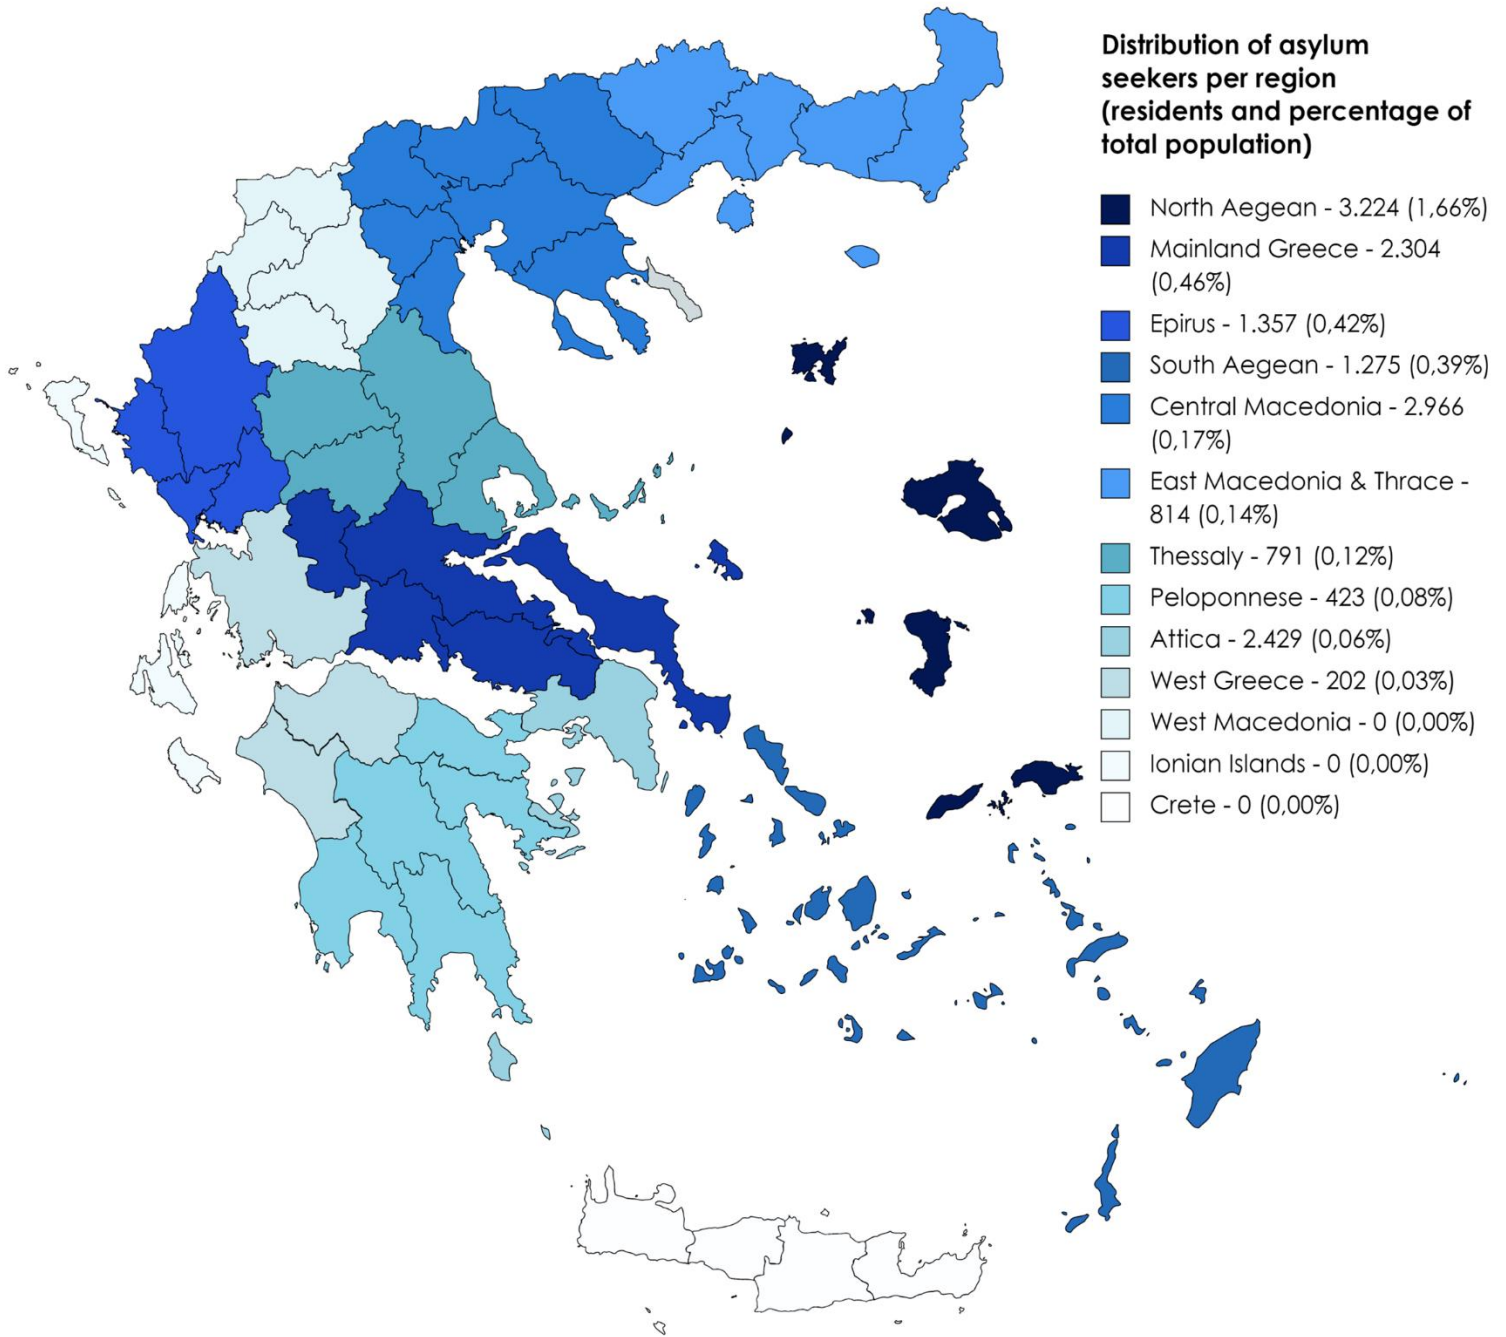 Distribution of asylum
seekers per region
(residents and percentage of
total population)
North Aegean - 3.224 (1,66%)
Mainland Greece - 2.304
(0,46%)
Epirus - 1.357 (0,42%)
South Aegean - 1.275 (0,39%)
Central Macedonia - 2.966
(0,17%)
East Macedonia & Thrace -
814 (0,14%)
Thessaly - 791 (0,12%)
Peloponnese - 423 (0,08%)
Attica - 2.429 (0,06%)
West Greece - 202 (0,03%)
West Macedonia - 0 (0,00%)
Ionian Islands - 0 (0,00%)
Crete - 0 (0,00%)